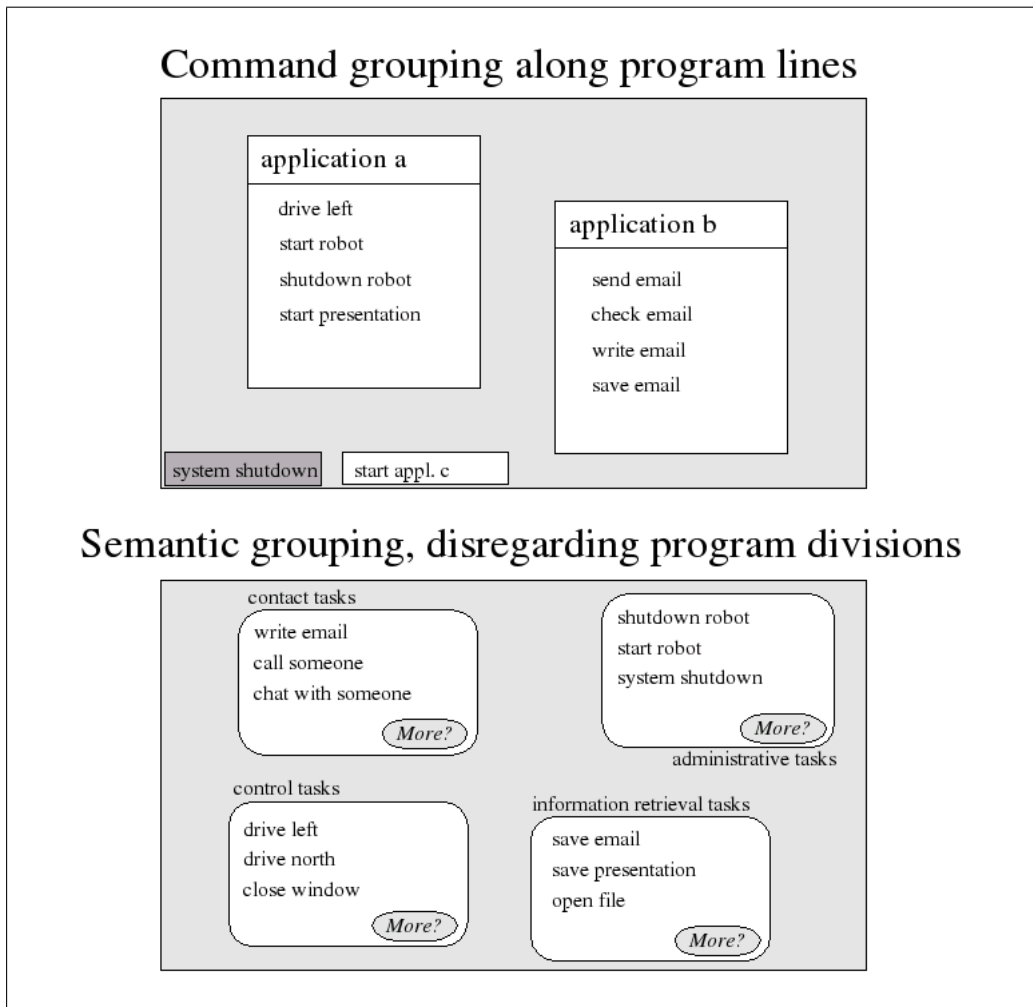 Command grouping along program lines
application a
drive left
start robot
shutdown robot
start presentation
application b
send email
check email
write email
save email
system shutdown
start appl. c
Semantic grouping, disregarding program divisions
contact tasks
write email
call someone
chat with someone
More?
shutdown robot
start robot
system shutdown
More?
administrative tasks
control tasks
drive left
drive north
close window
More?
information retrieval tasks
save email
save presentation
open file
More?